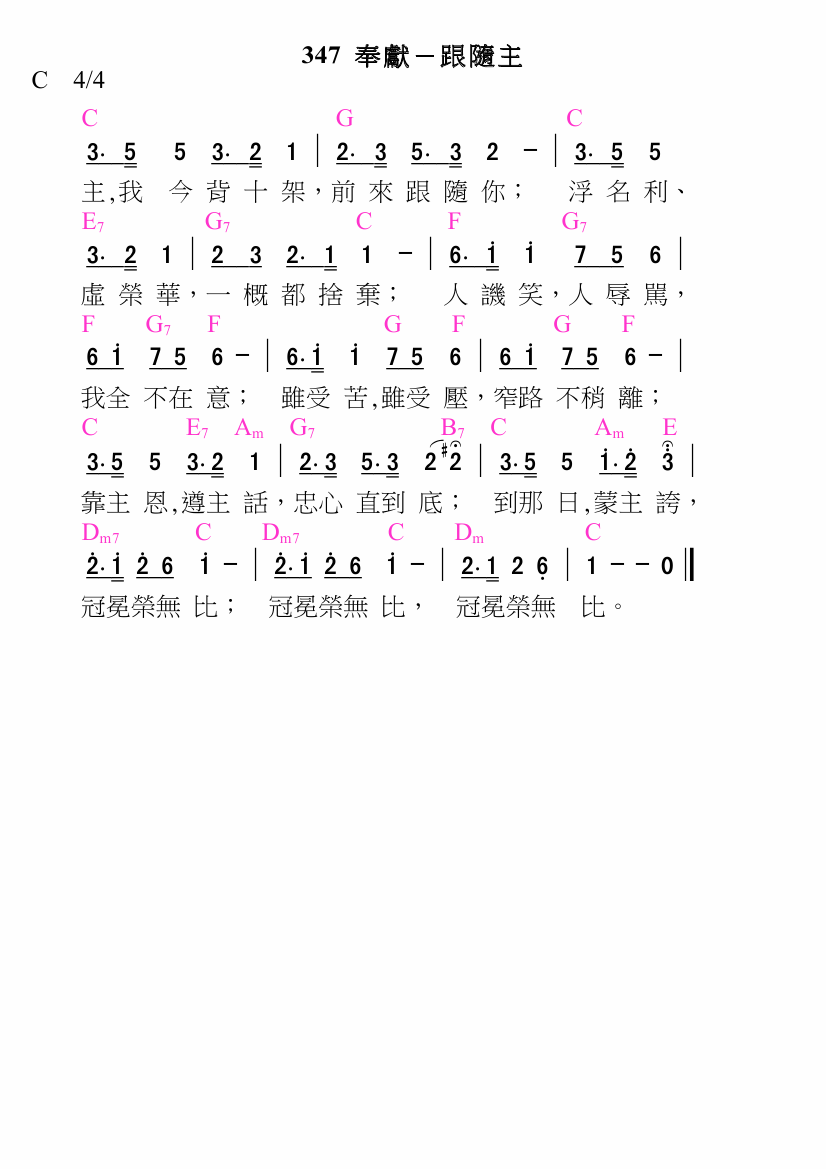 347 奉獻－跟隨主
C 4/4
C G C
3· 5 5 3· 2 1 | 2· 3 5· 3 2 － | 3· 5 5
主,我 今 背 十 架，前 來 跟 隨 你； 浮 名 利、
E7 G7 C F G7
3· 2 1 | 2 3 2· 1 1 － | 6· i i 7 5 6 |
虛 榮 華，一 概 都 捨 棄； 人 譏 笑，人 辱 駡，
F G7 F G F G F
6 i 7 5 6 － | 6· i i 7 5 6 | 6 i 7 5 6 － |
我全 不在 意； 雖受 苦,雖受 壓，窄路 不稍 離；
C E7 Am G7 B7 C Am E
3· 5 5 3· 2 1 | 2· 3 5· 3 2 #2 | 3· 5 5 i· 2̇ 3̇ |
靠主 恩,遵主 話，忠心 直到 底； 到那 日,蒙主 誇，
Dm7 C Dm7 C Dm C
2̇· i 2̇ 6 i － | 2̇· i 2̇ 6 i － | 2· 1 2 6̣ | 1 － － 0 ‖
冠冕榮無 比； 冠冕榮無 比， 冠冕榮無 比。